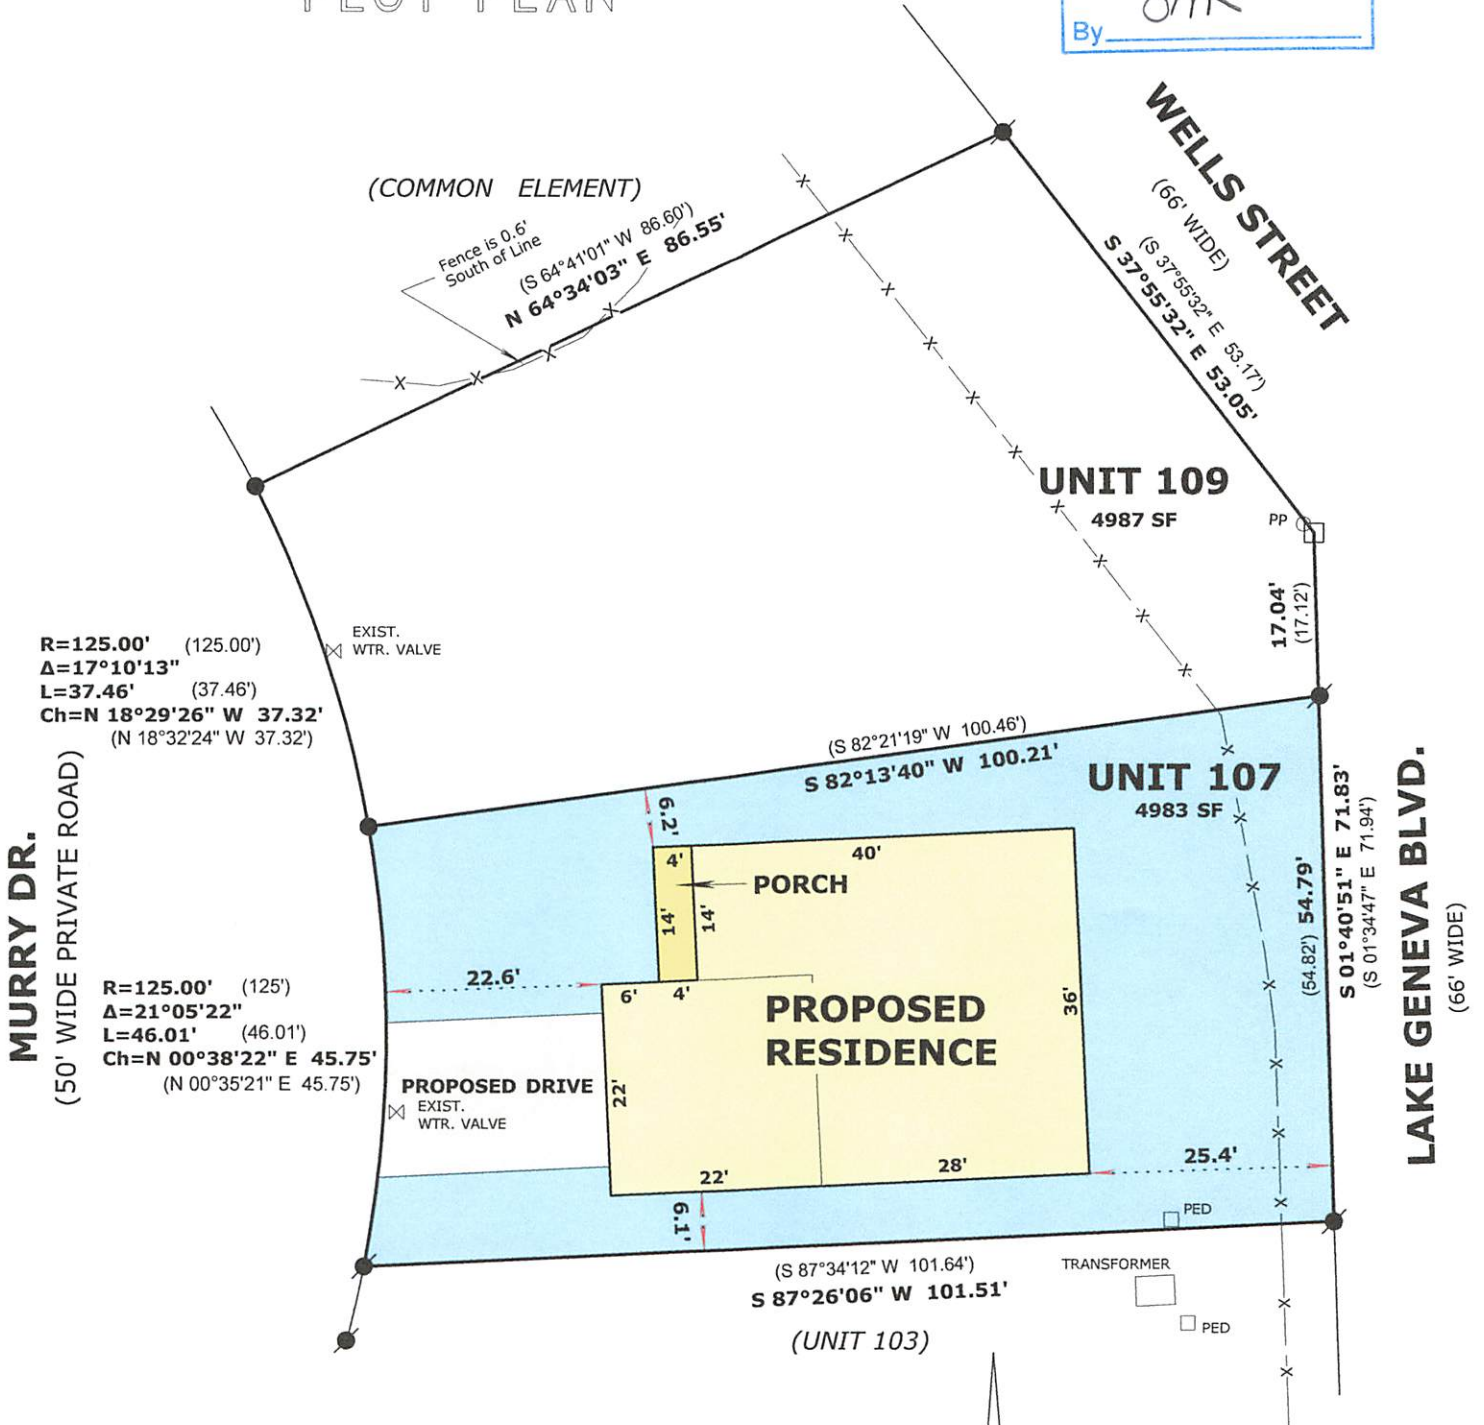 PLOT PLAN
By
WELLS STREET
(66' WIDE)
(S 37°55'32" E 53.17')
S 37°55'32" E 53.05'
(COMMON ELEMENT)
Fence is 0.6'
South of Line
(S 64°41'01" W 86.60')
N 64°34'03" E 86.55'
UNIT 109
4987 SF
PP
17.04'
(17.12')
EXIST.
WTR. VALVE
R=125.00' (125.00')
Δ=17°10'13"
L=37.46' (37.46')
Ch=N 18°29'26" W 37.32'
(N 18°32'24" W 37.32')
(S 82°21'19" W 100.46')
S 82°13'40" W 100.21'
UNIT 107
4983 SF
MURRY DR.
(50' WIDE PRIVATE ROAD)
6.2'
4'
40'
PORCH
14'
14'
22.6'
6'
4'
PROPOSED
RESIDENCE
36'
(54.82') 54.79'
S 01°40'51" E 71.83'
(S 01°34'47" E 71.94')
LAKE GENEVA BLVD.
(66' WIDE)
R=125.00' (125')
Δ=21°05'22"
L=46.01' (46.01')
Ch=N 00°38'22" E 45.75'
(N 00°35'21" E 45.75')
PROPOSED DRIVE
EXIST.
WTR. VALVE
22'
22'
28'
25.4'
6.1'
PED
(S 87°34'12" W 101.64')
S 87°26'06" W 101.51'
TRANSFORMER
PED
(UNIT 103)
X X X X X X X X X X X X X X X X X X X X X X X X X